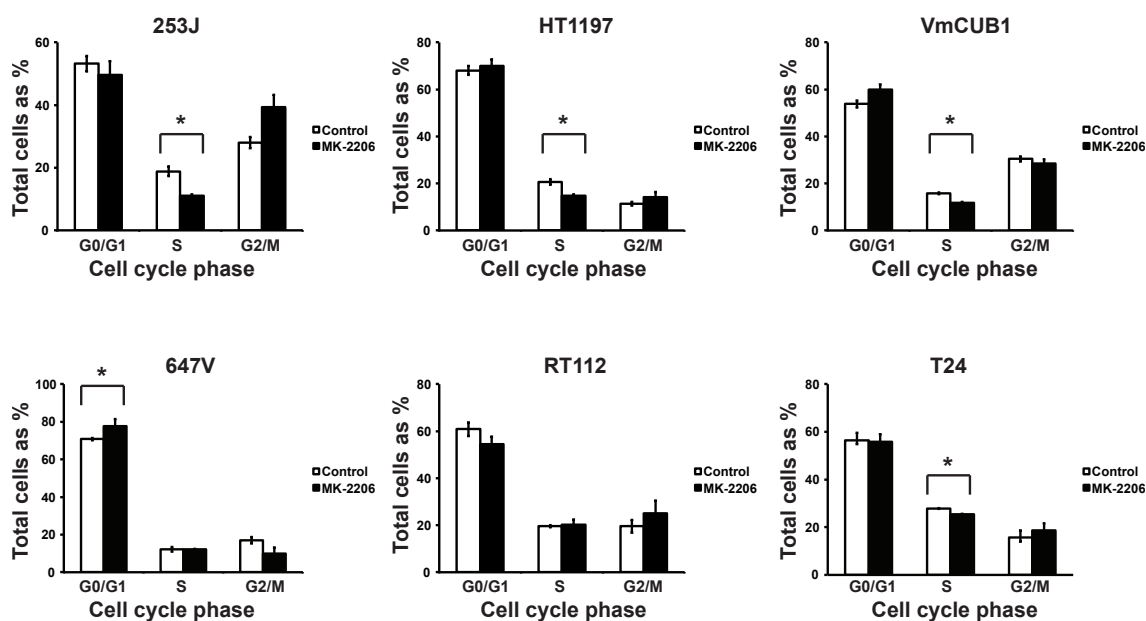 253J
Total cells as %
60
40
20
0
*
G0/G1 S G2/M
Cell cycle phase
Control
MK-2206
HT1197
Total cells as %
80
60
40
20
0
*
G0/G1 S G2/M
Cell cycle phase
Control
MK-2206
VmCUB1
Total cells as %
80
60
40
20
0
*
G0/G1 S G2/M
Cell cycle phase
Control
MK-2206
647V
Total cells as %
100
80
60
40
20
0
*
G0/G1 S G2/M
Cell cycle phase
Control
MK-2206
RT112
Total cells as %
80
60
40
20
0
G0/G1 S G2/M
Cell cycle phase
Control
MK-2206
T24
Total cells as %
80
60
40
20
0
*
G0/G1 S G2/M
Cell cycle phase
Control
MK-2206